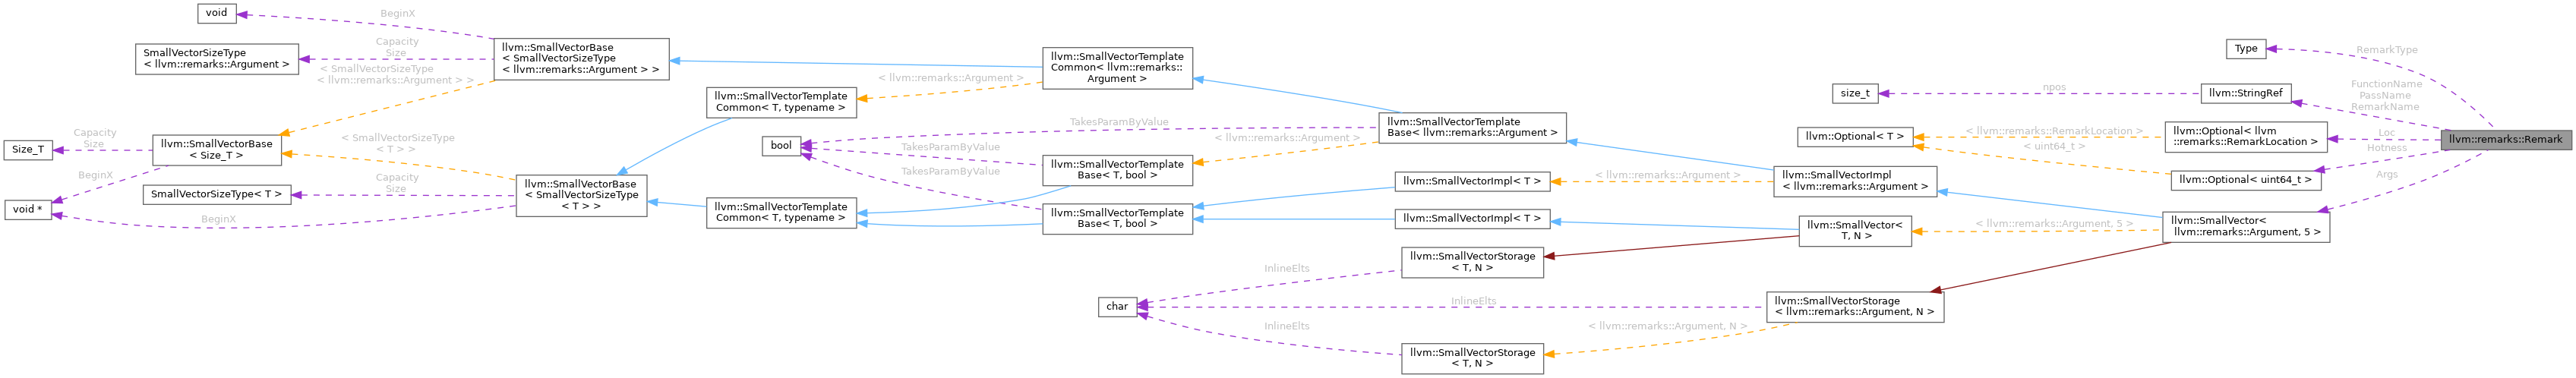 void
BeginX
SmallVectorSizeType
< llvm::remarks::Argument >
Capacity
Size
llvm::SmallVectorBase
< SmallVectorSizeType
< llvm::remarks::Argument > >
< SmallVectorSizeType
< llvm::remarks::Argument > >
Size_T
Capacity
Size
llvm::SmallVectorBase
< Size_T >
< SmallVectorSizeType
< T > >
void *
BeginX
SmallVectorSizeType< T >
Capacity
Size
BeginX
llvm::SmallVectorBase
< SmallVectorSizeType
< T > >
llvm::SmallVectorTemplate
Common< T, typename >
< llvm::remarks::Argument >
llvm::SmallVectorTemplate
Common< llvm::remarks::
Argument >
bool
TakesParamByValue
TakesParamByValue
TakesParamByValue
llvm::SmallVectorTemplate
Common< T, typename >
llvm::SmallVectorTemplate
Base< T, bool >
llvm::SmallVectorTemplate
Base< T, bool >
< llvm::remarks::Argument >
llvm::SmallVectorTemplate
Base< llvm::remarks::Argument >
llvm::SmallVectorImpl< T >
llvm::SmallVectorImpl< T >
< llvm::remarks::Argument >
llvm::SmallVectorImpl
< llvm::remarks::Argument >
llvm::SmallVector<
T, N >
< llvm::remarks::Argument, 5 >
llvm::SmallVector<
llvm::remarks::Argument, 5 >
llvm::SmallVectorStorage
< T, N >
char
InlineElts
InlineElts
InlineElts
llvm::SmallVectorStorage
< llvm::remarks::Argument, N >
< llvm::remarks::Argument, N >
llvm::SmallVectorStorage
< T, N >
Type
RemarkType
size_t
npos
llvm::StringRef
FunctionName
PassName
RemarkName
llvm::Optional< T >
< llvm::remarks::RemarkLocation >
< uint64_t >
llvm::Optional< llvm
::remarks::RemarkLocation >
Loc
Hotness
llvm::Optional< uint64_t >
Args
llvm::remarks::Remark